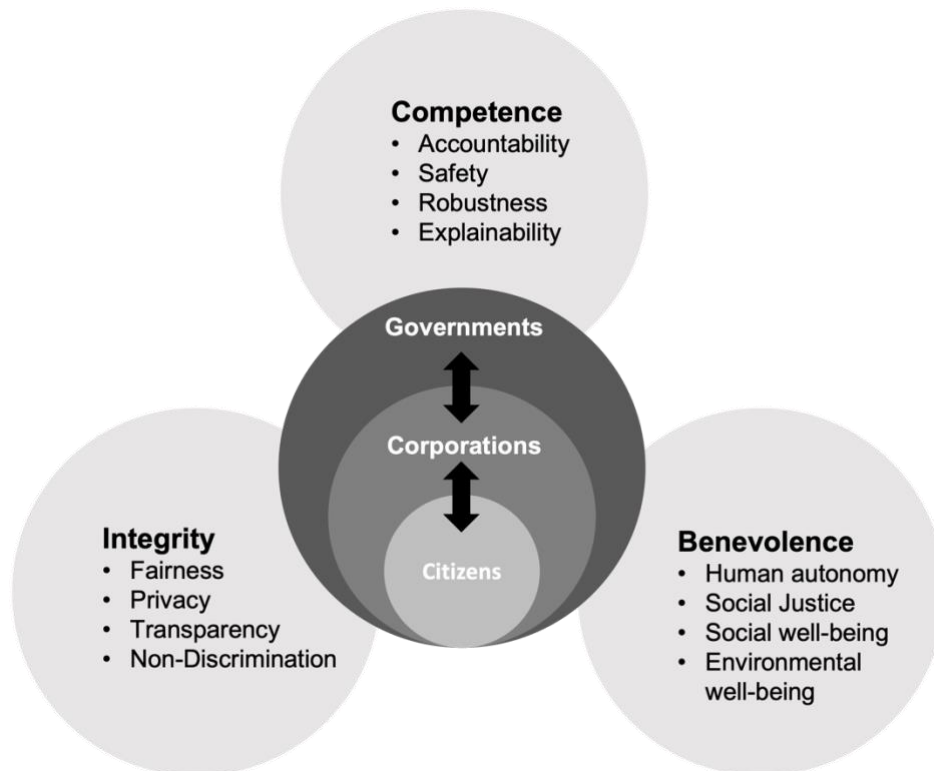 Competence
• Accountability
• Safety
• Robustness
• Explainability
Governments
Corporations
Citizens
Integrity
• Fairness
• Privacy
• Transparency
• Non-Discrimination
Benevolence
• Human autonomy
• Social Justice
• Social well-being
• Environmental
well-being